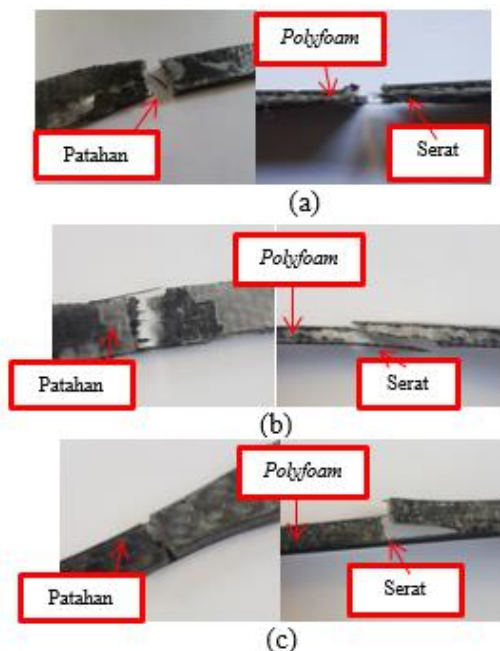 Polyfoam
Patahan
Serat
(a)
Polyfoam
Patahan
Serat
(b)
Polyfoam
Patahan
Serat
(c)